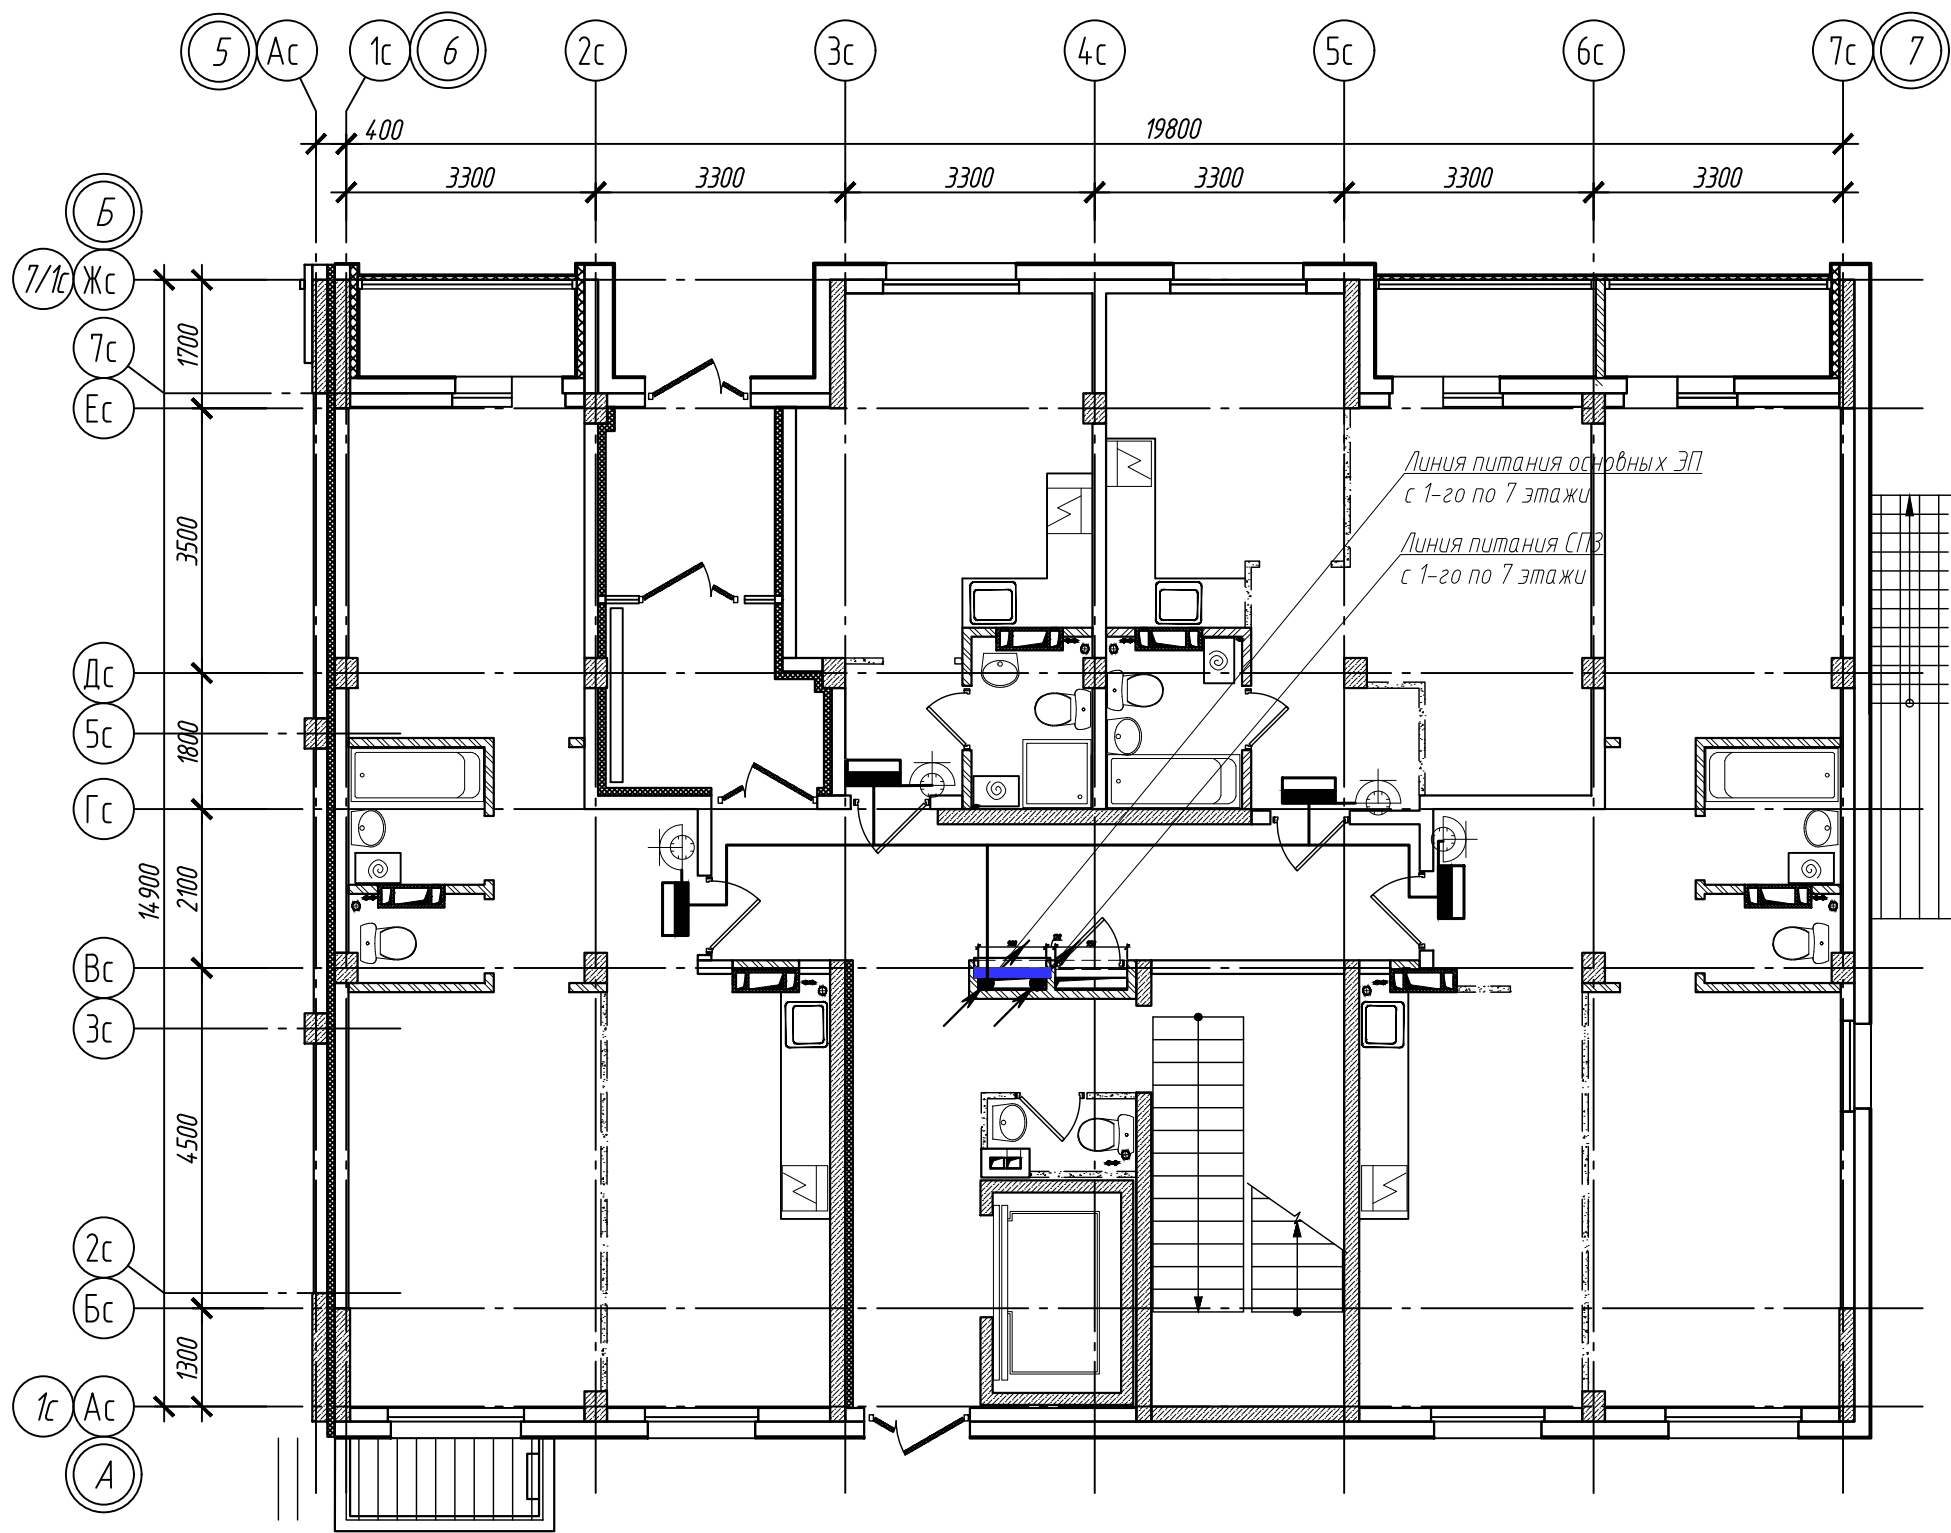 5 Ас 1с 6 2с 3с 4с 5с 6с 7с 7
400 19800
3300 3300 3300 3300 3300 3300
Б
7/1с Жс
1700
7с
Ес
Линия питания основных ЭП
с 1-го по 7 этажи
3500
Линия питания СПЗ
с 1-го по 7 этажи
Дс
5с
1800
Гс
14900
2100
Вс
3с
4500
2с
Бс
1300
1с Ас
А